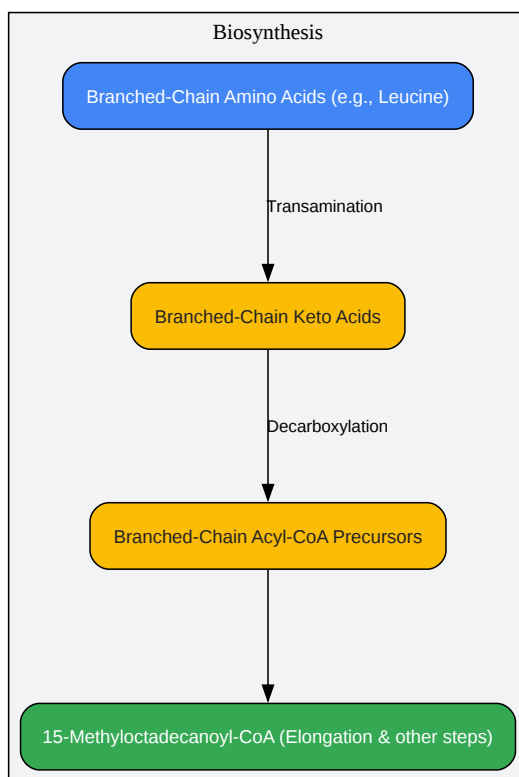 Biosynthesis
Branched-Chain Amino Acids (e.g., Leucine)
Transamination
Branched-Chain Keto Acids
Decarboxylation
Branched-Chain Acyl-CoA Precursors
15-Methyloctadecanoyl-CoA (Elongation & other steps)